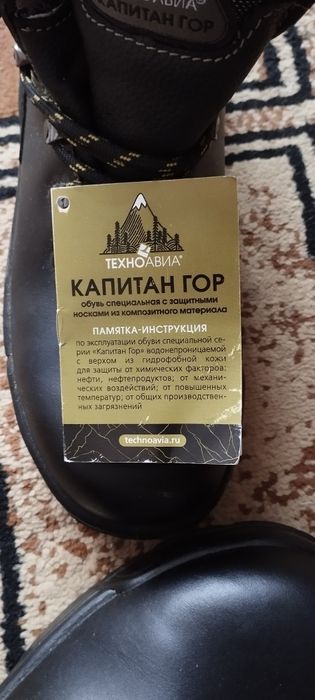 ТЕХНОАВИА®
КАПИТАН ГОР
ТЕХНОАВИА®
КАПИТАН ГОР
обувь специальная с защитными
носками из композитного материала
ПАМЯТКА-ИНСТРУКЦИЯ
по эксплуатации обуви специальной се-
рии «Капитан Гор» водонепроницаемой
с верхом из гидрофобной кожи
для защиты от химических факторов:
нефти, нефтепродуктов; от механи-
ческих воздействий; от повышенных
температур; от общих производствен-
ных загрязнений
technoavia.ru